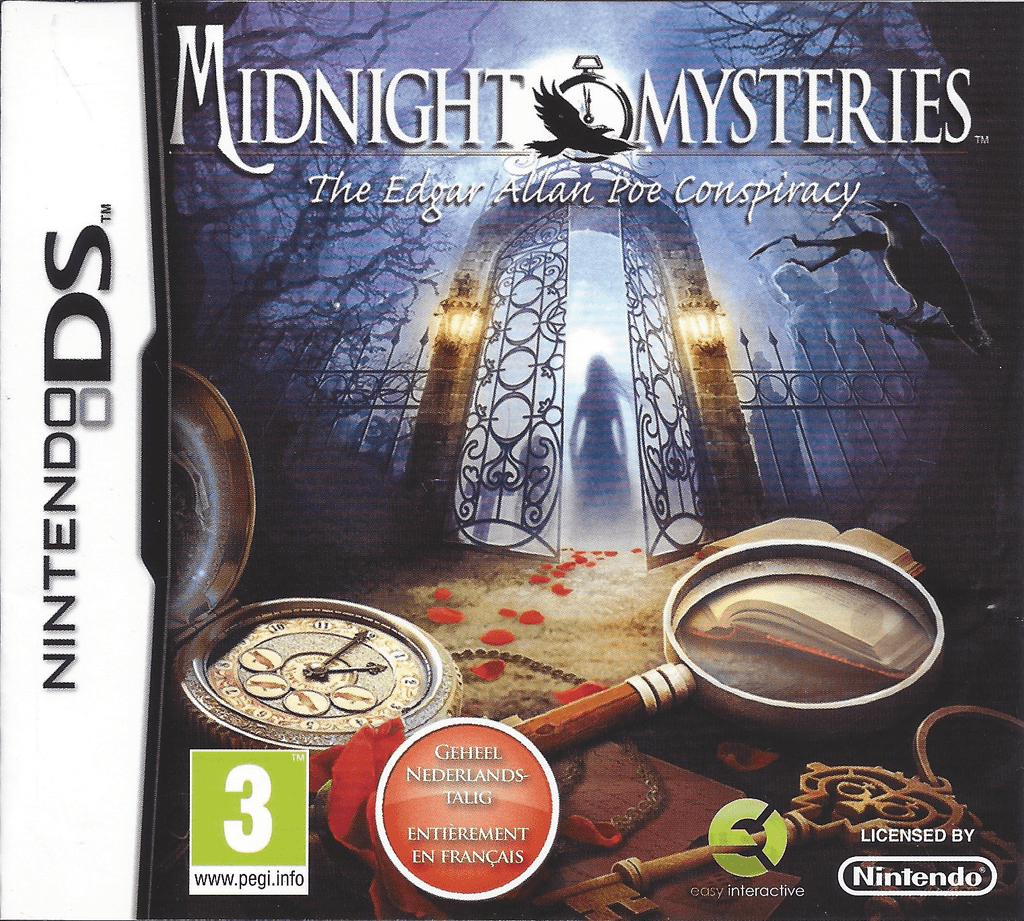 MIDNIGHT MYSTERIES TM
The Edgar Allan Poe Conspiracy
NINTENDO DS TM
GEHEEL
NEDERLANDS-
TALIG
ENTIÈREMENT
EN FRANÇAIS
3 TM
www.pegi.info
easy interactive
LICENSED BY
Nintendo®